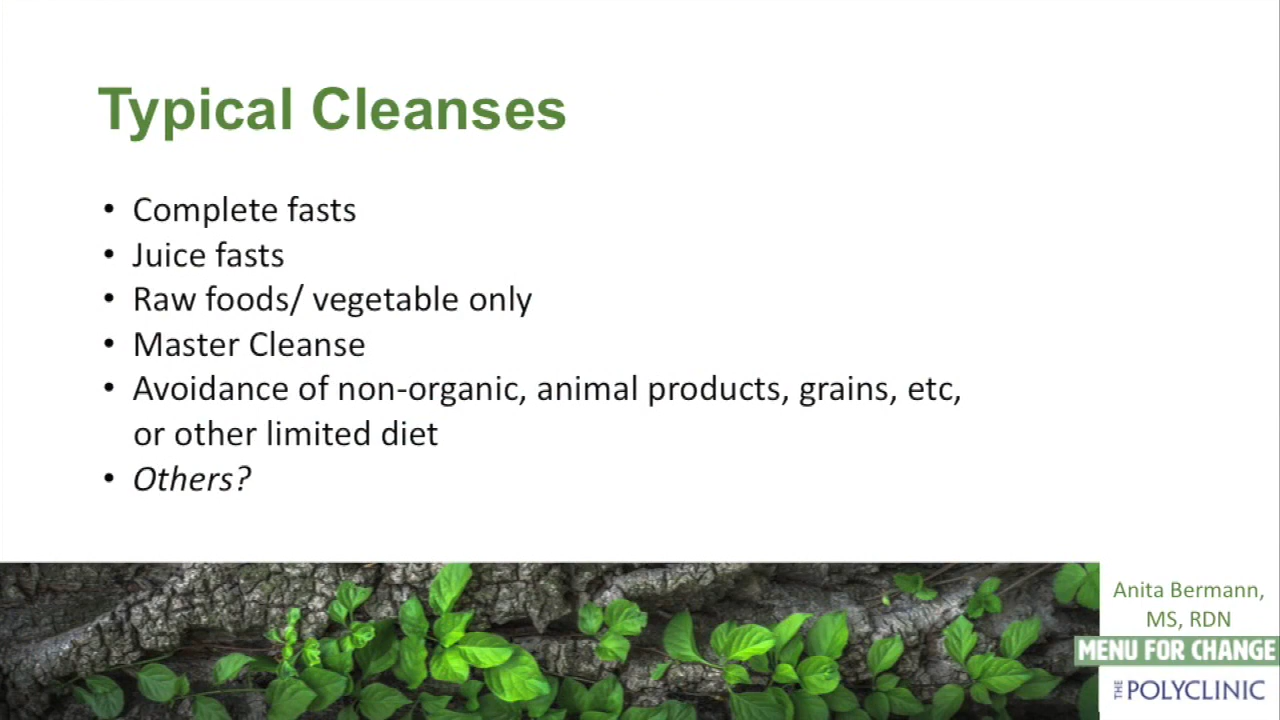 Typical Cleanses
• Complete fasts
• Juice fasts
• Raw foods/ vegetable only
• Master Cleanse
• Avoidance of non-organic, animal products, grains, etc,
or other limited diet
• Others?
Anita Bermann,
MS, RDN
MENU FOR CHANGE
THE POLYCLINIC